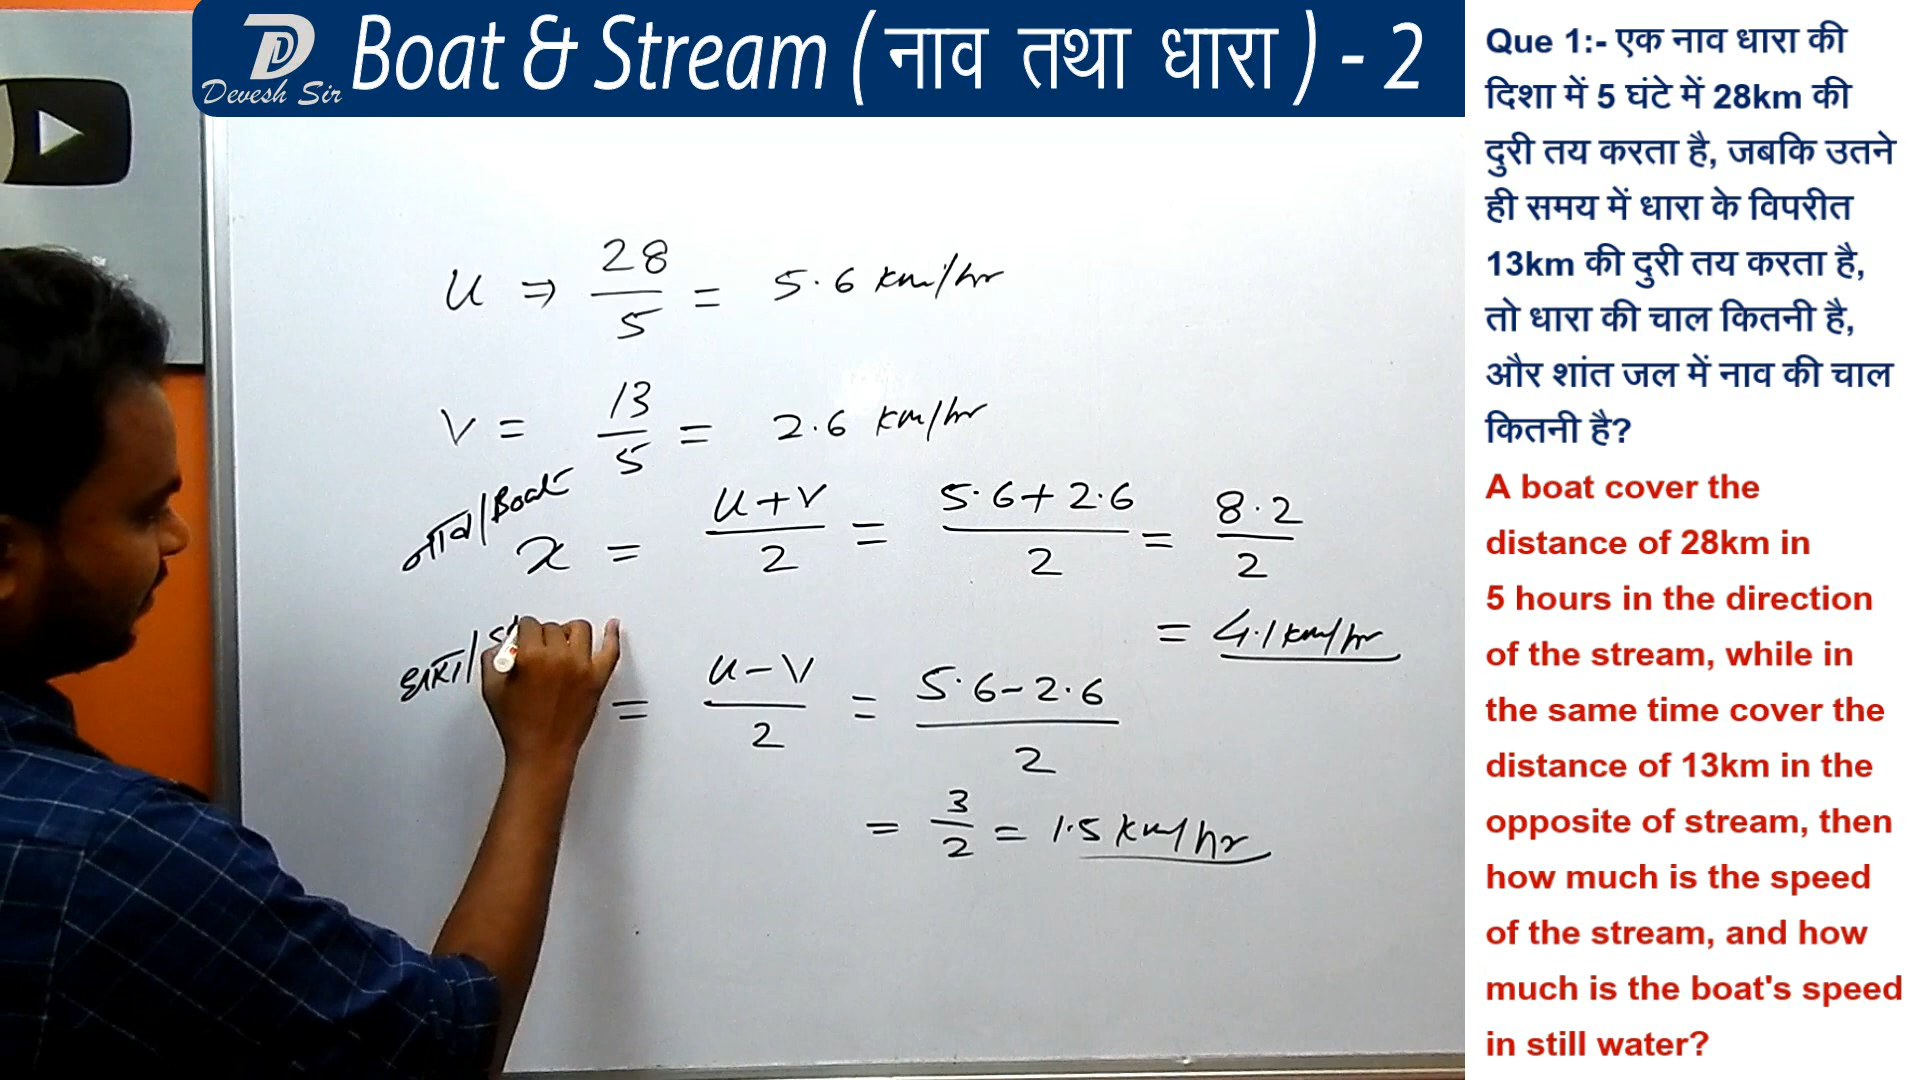 Devesh Sir
Boat & Stream ( नाव तथा धारा ) - 2
u ⇒ 28/5 = 5.6 km/hr
v = 13/5 = 2.6 km/hr
नाव/Boat
x = u+v/2 = 5.6+2.6/2 = 8.2/2
= 4.1 km/hr
धारा/
= u-v/2 = 5.6-2.6/2
= 3/2 = 1.5 km/hr
Que 1:- एक नाव धारा की
दिशा में 5 घंटे में 28km की
दुरी तय करता है, जबकि उतने
ही समय में धारा के विपरीत
13km की दुरी तय करता है,
तो धारा की चाल कितनी है,
और शांत जल में नाव की चाल
कितनी है?
A boat cover the
distance of 28km in
5 hours in the direction
of the stream, while in
the same time cover the
distance of 13km in the
opposite of stream, then
how much is the speed
of the stream, and how
much is the boat's speed
in still water?